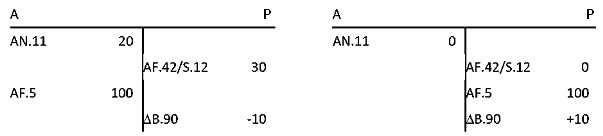 A P
AN.11 20
AF.42/S.12 30
AF.5 100
ΔB.90 -10
A P
AN.11 0
AF.42/S.12 0
AF.5 100
ΔB.90 +10